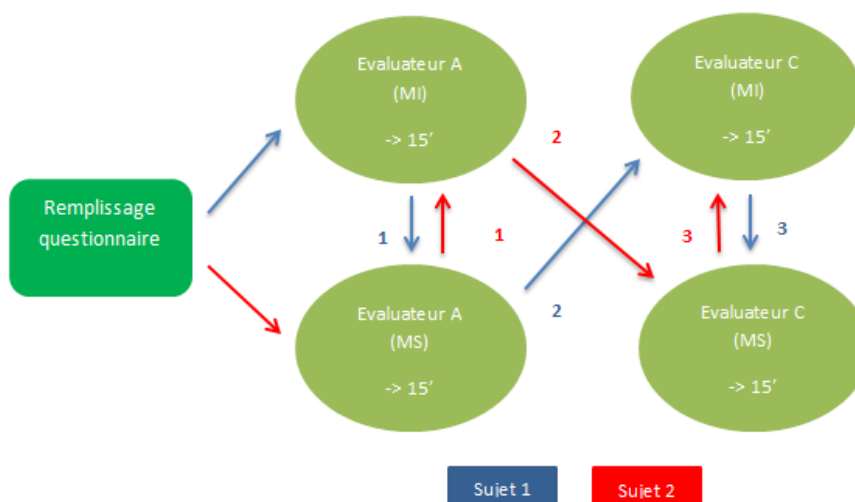 Remplissage
questionnaire
Evaluateur A
(MI)
-> 15’
Evaluateur C
(MI)
-> 15’
2
1
1
3
3
2
Evaluateur A
(MS)
-> 15’
Evaluateur C
(MS)
-> 15’
Sujet 1
Sujet 2